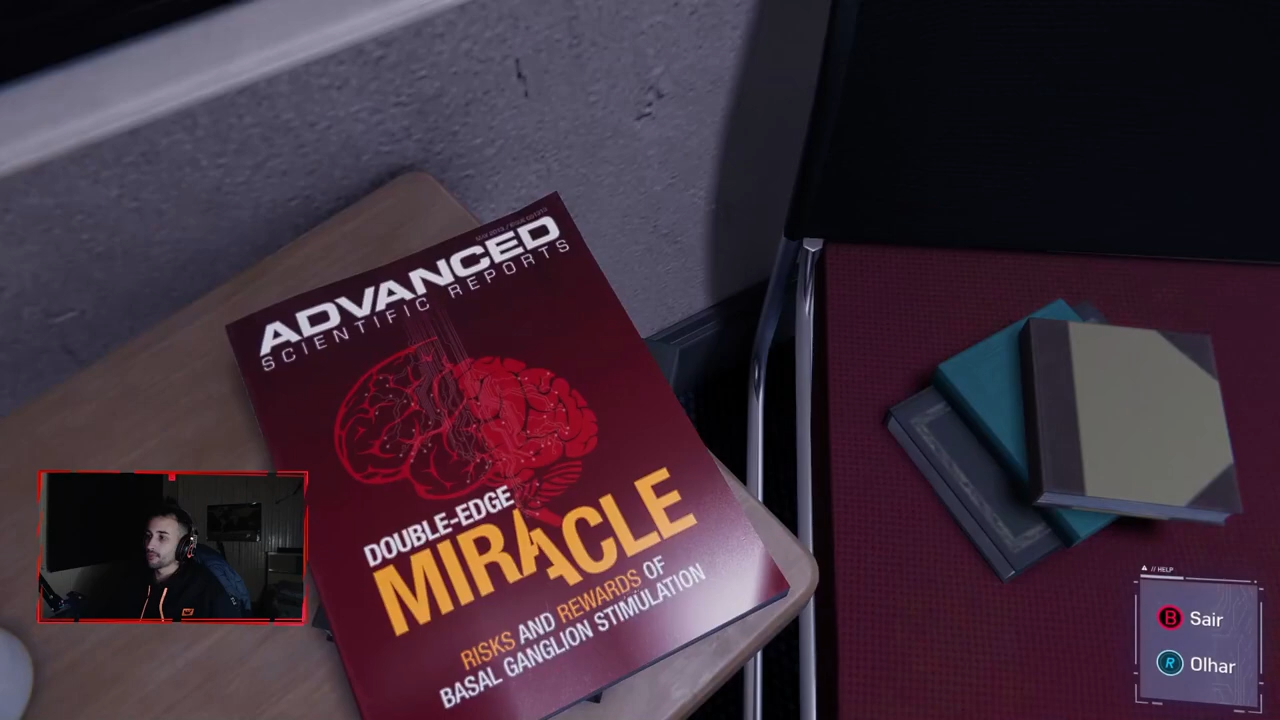 ADVANCED
SCIENTIFIC REPORTS
DOUBLE-EDGE
MIRACLE
RISKS AND REWARDS OF
BASAL GANGLION STIMULATION
// HELP
B Sair
R Olhar